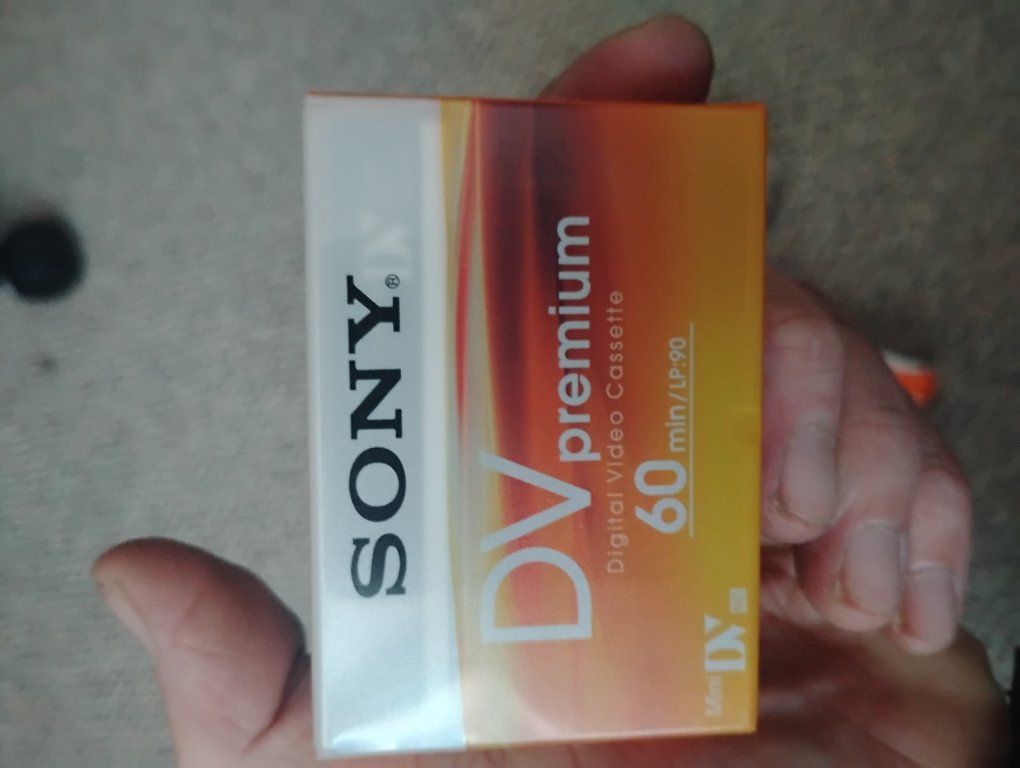 SONY®
DV premium
Digital Video Cassette
60 min/LP:90
Mini DV